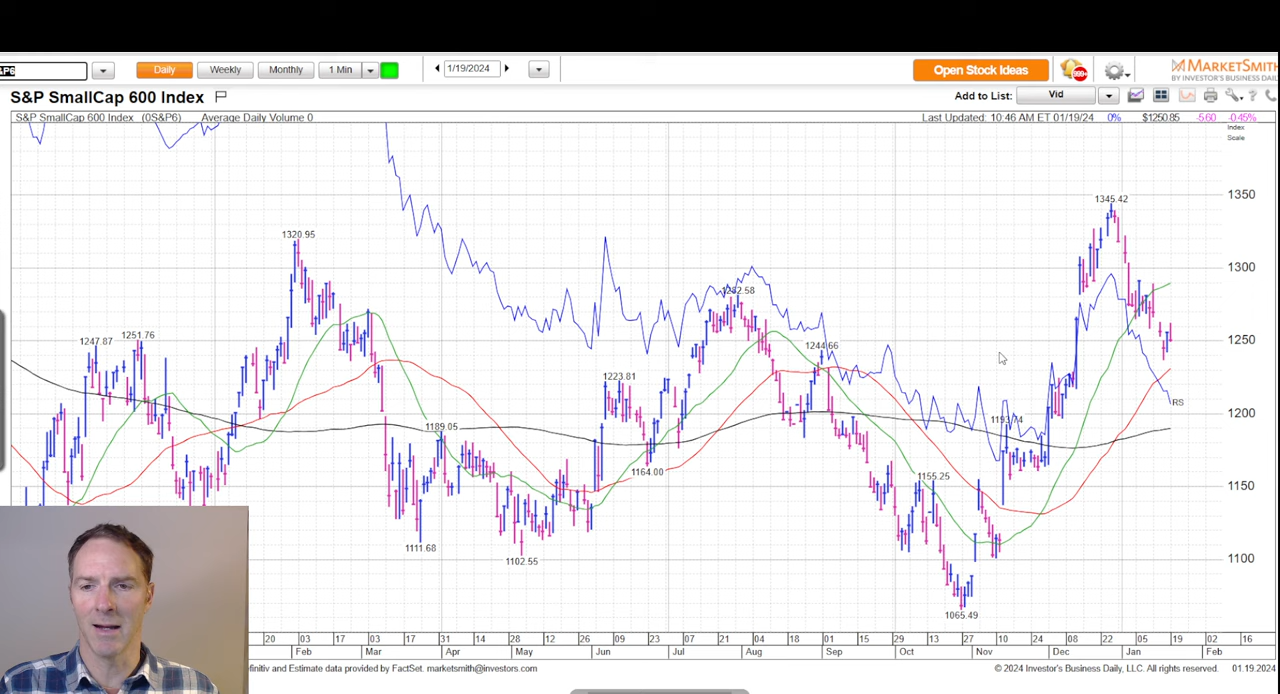 Daily Weekly Monthly 1 Min 1/19/2024 Open Stock Ideas 999+ MARKETSMITH
BY INVESTOR'S BUSINESS DAILY
S&P SmallCap 600 Index Add to List: Vid
S&P SmallCap 600 Index (0S&P6) Average Daily Volume 0 Last Updated: 10:46 AM ET 01/19/24 0% $1250.85 -5.60 -0.45%
Index
Scale
1350
1345.42
1320.95
1300
1251.76
1247.87
1244.66
1250
1223.81
1200
RS
1193.74
1189.05
1164.00
1155.25
1150
1111.68
1102.55
1100
1065.49
20 03 17 03 17 31 14 28 12 26 09 23 07 21 04 18 01 15 29 13 27 10 24 08 22 05 19 02 16
Feb Mar Apr May Jun Jul Aug Sep Oct Nov Dec Jan Feb
and Estimate data provided by FactSet. marketsmith@investors.com © 2024 Investor's Business Daily, LLC. All rights reserved. 01.19.2024